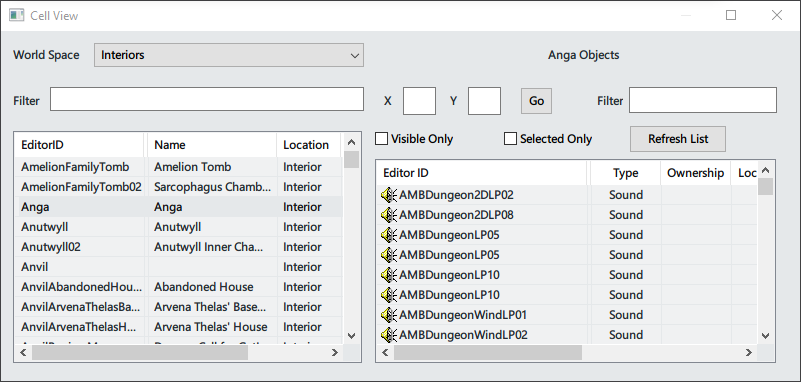 Cell View
World Space Interiors Anga Objects
Filter X Y Go Filter
Visible Only Selected Only Refresh List
EditorID Name Location
AmelionFamilyTomb Amelion Tomb Interior
AmelionFamilyTomb02 Sarcophagus Chamb... Interior
Anga Anga Interior
Anutwyll Anutwyll Interior
Anutwyll02 Anutwyll Inner Cha... Interior
Anvil Interior
AnvilAbandonedHou... Abandoned House Interior
AnvilArvenaThelasBa... Arvena Thelas' Base... Interior
AnvilArvenaThelasH... Arvena Thelas' House Interior
Editor ID Type Ownership Loc
AMBDungeon2DLP02 Sound
AMBDungeon2DLP08 Sound
AMBDungeonLP05 Sound
AMBDungeonLP05 Sound
AMBDungeonLP10 Sound
AMBDungeonLP10 Sound
AMBDungeonWindLP01 Sound
AMBDungeonWindLP02 Sound